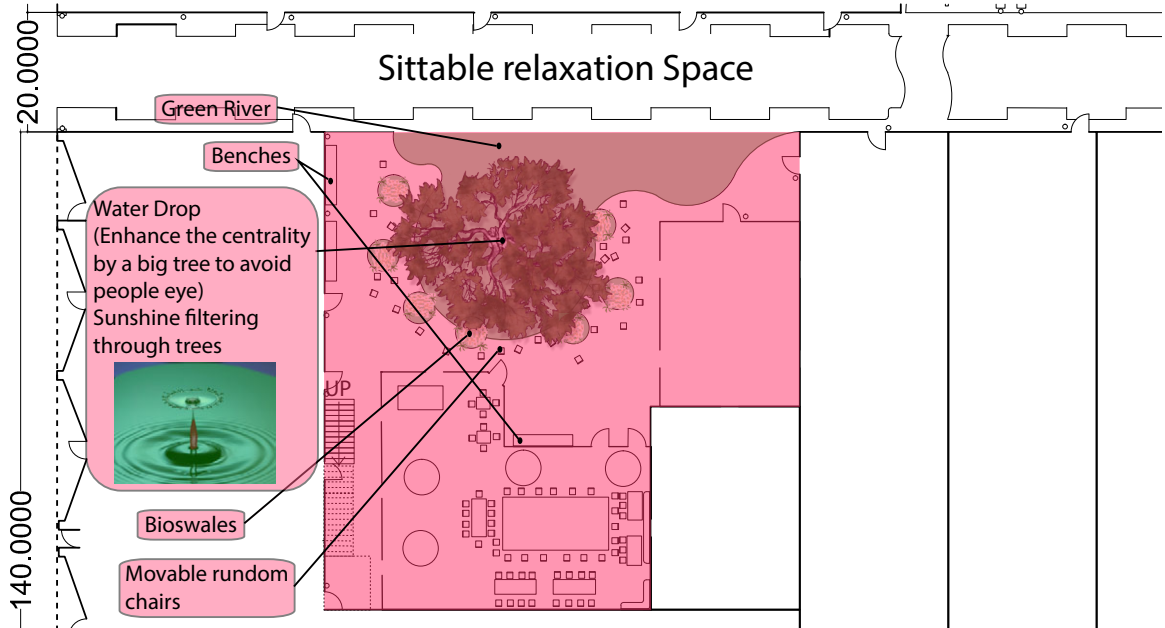 20.0000
Sittable relaxation Space
Green River
Benches
Water Drop
(Enhance the centrality
by a big tree to avoid
people eye)
Sunshine filtering
through trees
UP
140.0000
Bioswales
Movable rundom
chairs